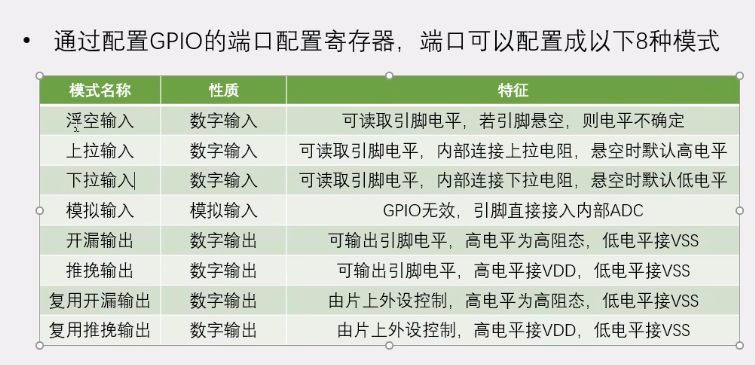 • 通过配置GPIO的端口配置寄存器，端口可以配置成以下8种模式
模式名称 性质 特征
浮空输入 数字输入 可读取引脚电平，若引脚悬空，则电平不确定
上拉输入 数字输入 可读取引脚电平，内部连接上拉电阻，悬空时默认高电平
下拉输入 数字输入 可读取引脚电平，内部连接下拉电阻，悬空时默认低电平
模拟输入 模拟输入 GPIO无效，引脚直接接入内部ADC
开漏输出 数字输出 可输出引脚电平，高电平为高阻态，低电平接VSS
推挽输出 数字输出 可输出引脚电平，高电平接VDD，低电平接VSS
复用开漏输出 数字输出 由片上外设控制，高电平为高阻态，低电平接VSS
复用推挽输出 数字输出 由片上外设控制，高电平接VDD，低电平接VSS